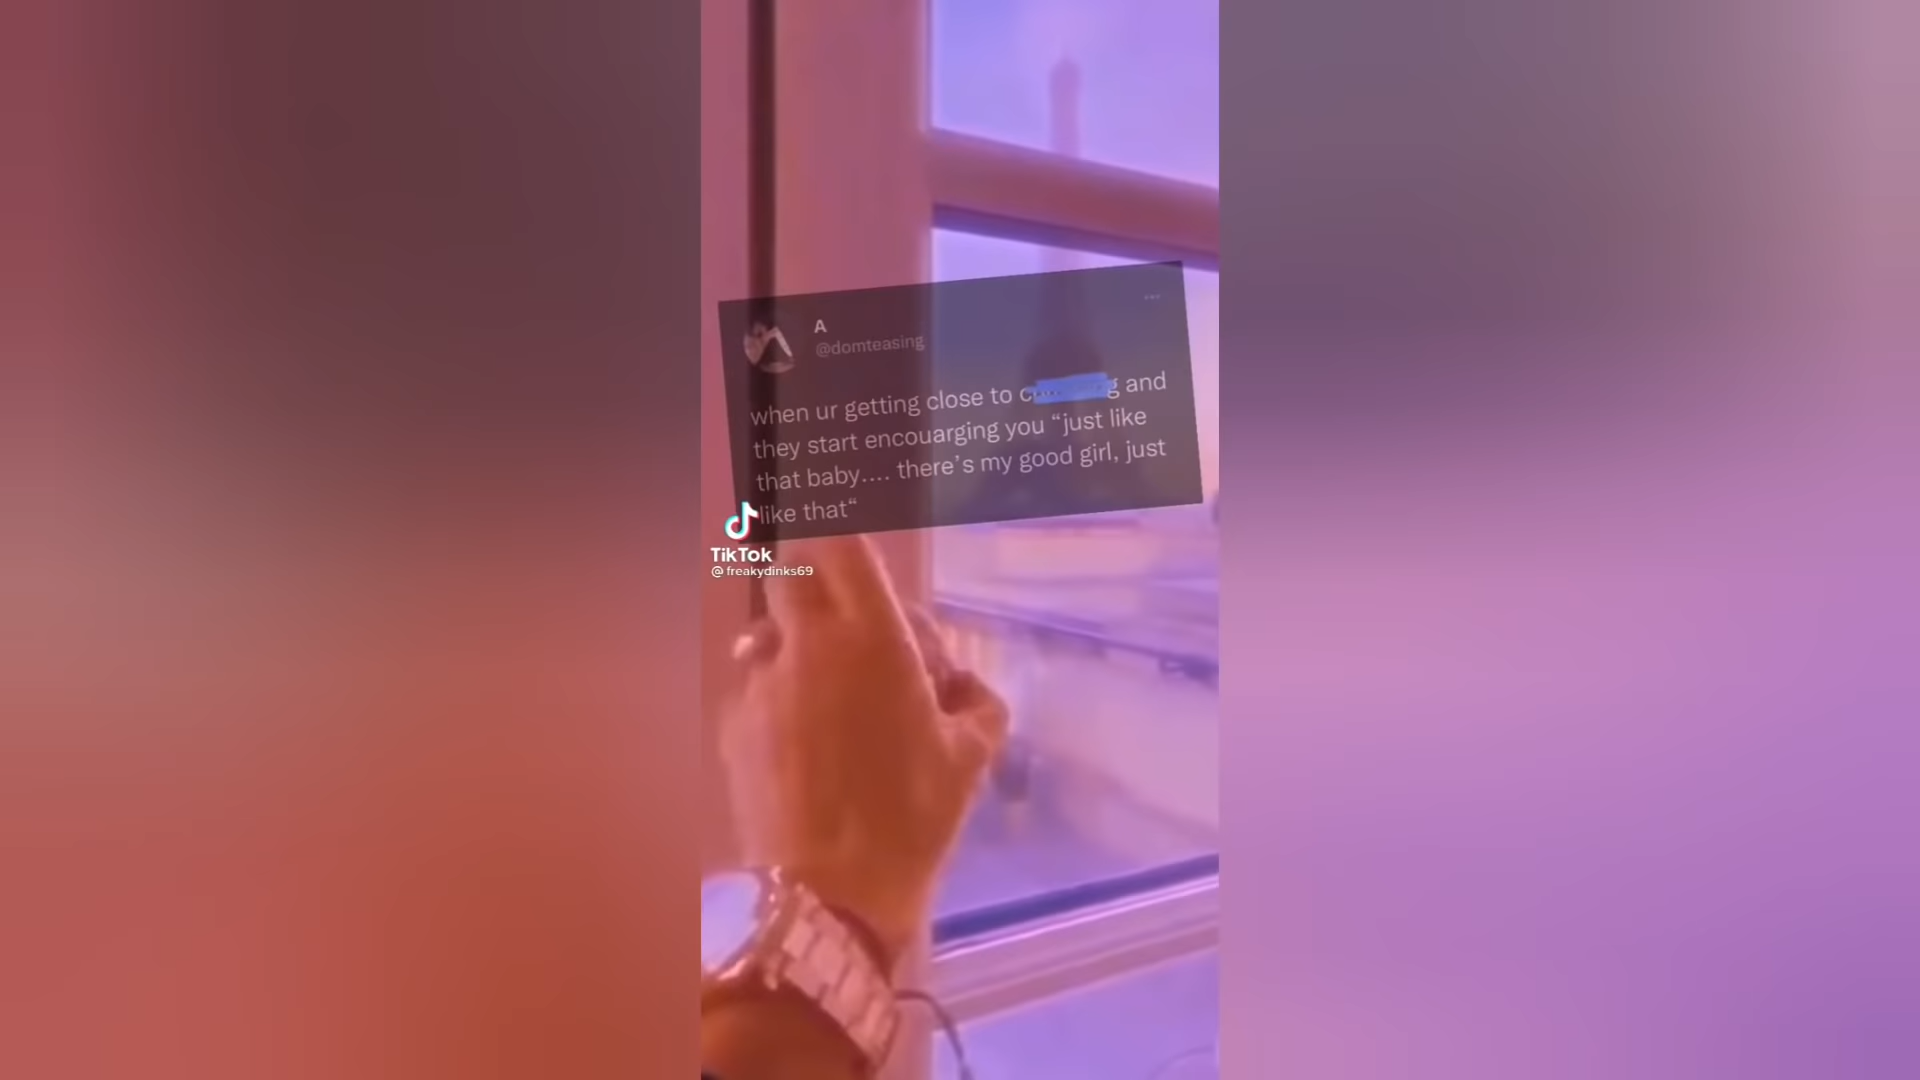 A
@domteasing
when ur getting close to and
they start encouarging you “just like
that baby.... there’s my good girl, just
like that“
TikTok
@freakydinks69